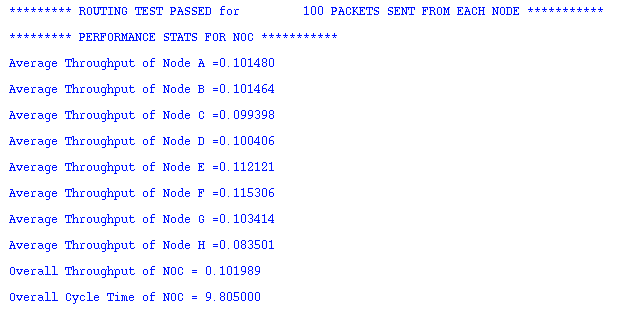 ********* ROUTING TEST PASSED for         100 PACKETS SENT FROM EACH NODE ***********
********* PERFORMANCE STATS FOR NOC ***********
Average Throughput of Node A =0.101480
Average Throughput of Node B =0.101464
Average Throughput of Node C =0.099398
Average Throughput of Node D =0.100406
Average Throughput of Node E =0.112121
Average Throughput of Node F =0.115306
Average Throughput of Node G =0.103414
Average Throughput of Node H =0.083501
Overall Throughput of NOC = 0.101989
Overall Cycle Time of NOC = 9.805000